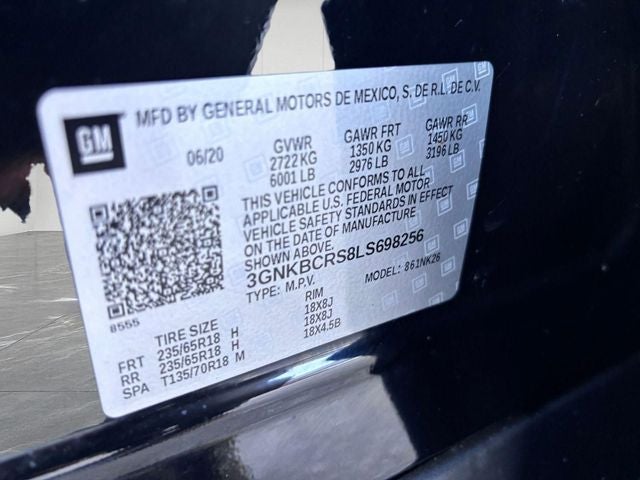 MFD BY GENERAL MOTORS DE MEXICO, S. DE R.L. DE C.V.
GM
06/20
GVWR GAWR FRT GAWR RR
2722 KG 1350 KG 1450 KG
6001 LB 2976 LB 3196 LB
THIS VEHICLE CONFORMS TO ALL
APPLICABLE U.S. FEDERAL MOTOR
VEHICLE SAFETY STANDARDS IN EFFECT
ON THE DATE OF MANUFACTURE
SHOWN ABOVE.
3GNKBCRS8LS698256
TYPE: M.P.V. MODEL: 861NK26
8555
TIRE SIZE RIM
FRT 235/65R18 H 18X8J
RR 235/65R18 H 18X8J
SPA T135/70R18 M 18X4.5B